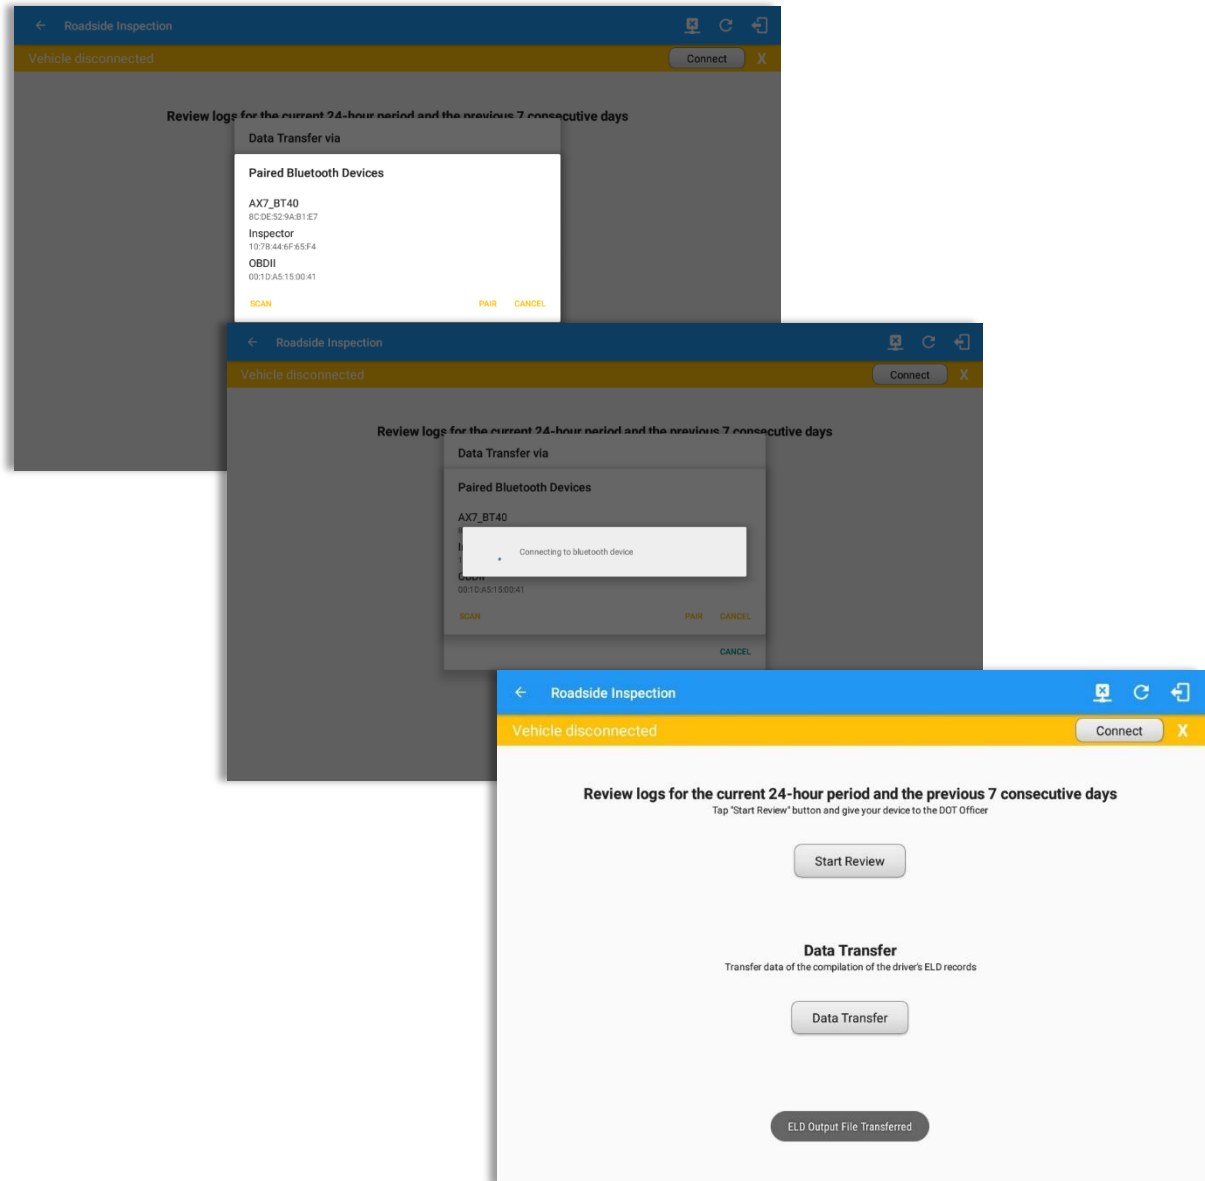 Roadside Inspection
Vehicle disconnected
Connect
X
Review logs for the current 24-hour period and the previous 7 consecutive days
Data Transfer via
Paired Bluetooth Devices
AX7_BT40
8C:DE:52:9A:B1:E7
Inspector
10:7B:44:6F:65:F4
OBDII
00:1D:A5:15:00:41
SCAN
PAIR
CANCEL
Roadside Inspection
Vehicle disconnected
Connect
X
Review logs for the current 24-hour period and the previous 7 consecutive days
Data Transfer via
Paired Bluetooth Devices
AX7_BT40
Connecting to bluetooth device
OBDII
00:1D:A5:15:00:41
SCAN
PAIR
CANCEL
CANCEL
Roadside Inspection
Vehicle disconnected
Connect
X
Review logs for the current 24-hour period and the previous 7 consecutive days
Tap "Start Review" button and give your device to the DOT Officer
Start Review
Data Transfer
Transfer data of the compilation of the driver's ELD records
Data Transfer
ELD Output File Transferred